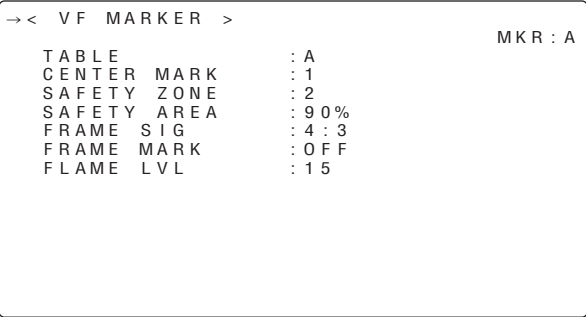 →< VF MARKER >
MKR:A
TABLE :A
CENTER MARK :1
SAFETY ZONE :2
SAFETY AREA :90%
FRAME SIG :4:3
FRAME MARK :OFF
FLAME LVL :15